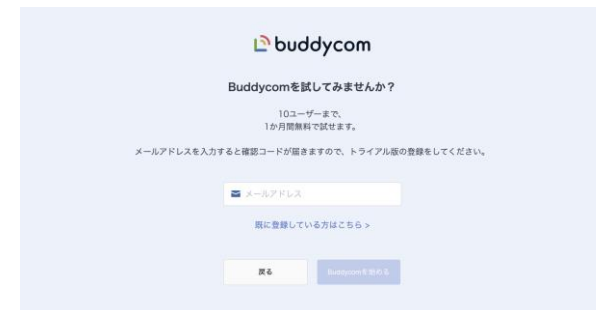 buddycom
Buddycomを試してみませんか？
10ユーザーまで、
1か月間無料で試せます。
メールアドレスを入力すると確認コードが届きますので、トライアル版の登録をしてください。
メールアドレス
既に登録している方はこちら >
戻る
Buddycomを始める